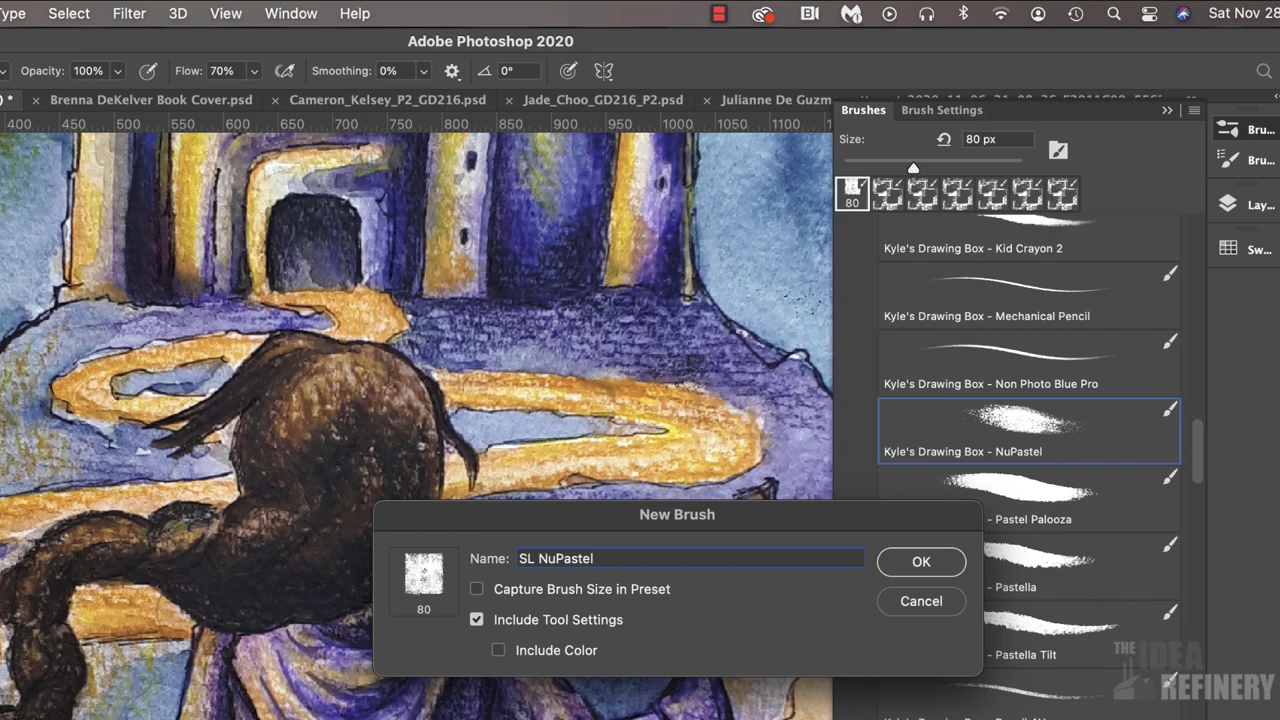 Type Select Filter 3D View Window Help
Sat Nov 28
Adobe Photoshop 2020
Opacity: 100% Flow: 70% Smoothing: 0% 0°
* × Brenna DeKelver Book Cover.psd × Cameron_Kelsey_P2_GD216.psd × Jade_Choo_GD216_P2.psd × Julianne De Guzm
400 450 500 550 600 650 700 750 800 850 900 950 1000 1050 1100
Brushes Brush Settings
Size: 80 px
80
Kyle's Drawing Box - Kid Crayon 2
Kyle's Drawing Box - Mechanical Pencil
Kyle's Drawing Box - Non Photo Blue Pro
Kyle's Drawing Box - NuPastel
- Pastel Palooza
- Pastella
- Pastella Tilt
Bru...
Bru...
Lay...
Sw...
New Brush
Name: SL NuPastel
Capture Brush Size in Preset
Include Tool Settings
Include Color
80
OK
Cancel
THE IDEA
REFINERY